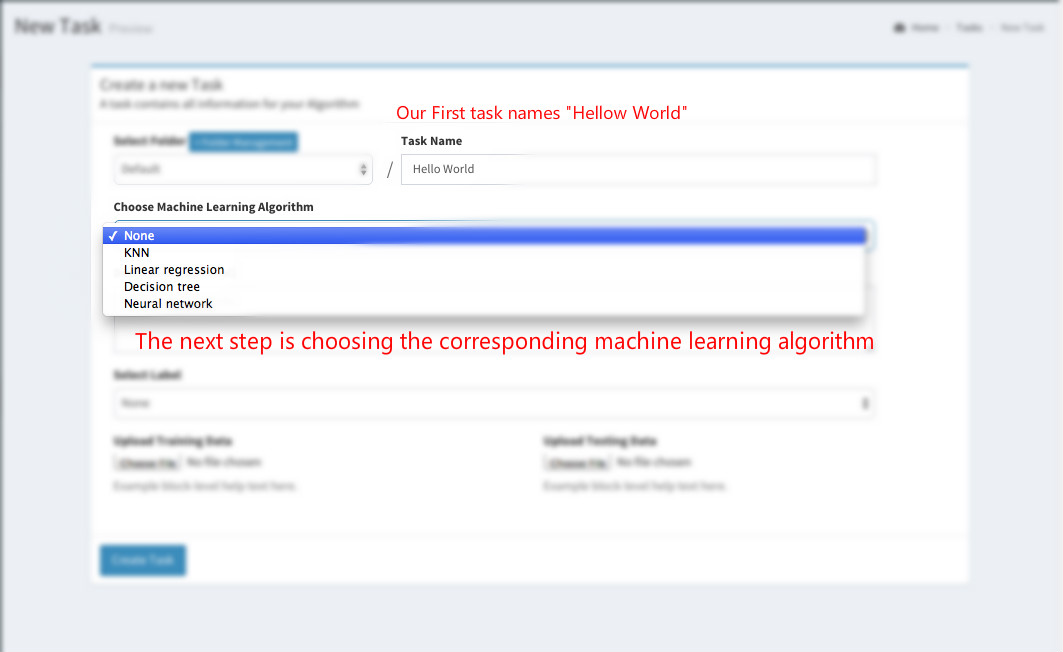 New Task Preview
Home Tasks New Task
Create a new Task
A task contains all information for your Algorithm
Our First task names "Hellow World"
Select Folder Folder Management
Task Name
Default
/
Hello World
Choose Machine Learning Algorithm
✓ None
KNN
Linear regression
Decision tree
Neural network
The next step is choosing the corresponding machine learning algorithm
Select Label
None
Upload Training Data
Upload Testing Data
Choose File No file chosen
Choose File No file chosen
Example block-level help text here.
Example block-level help text here.
Create Task